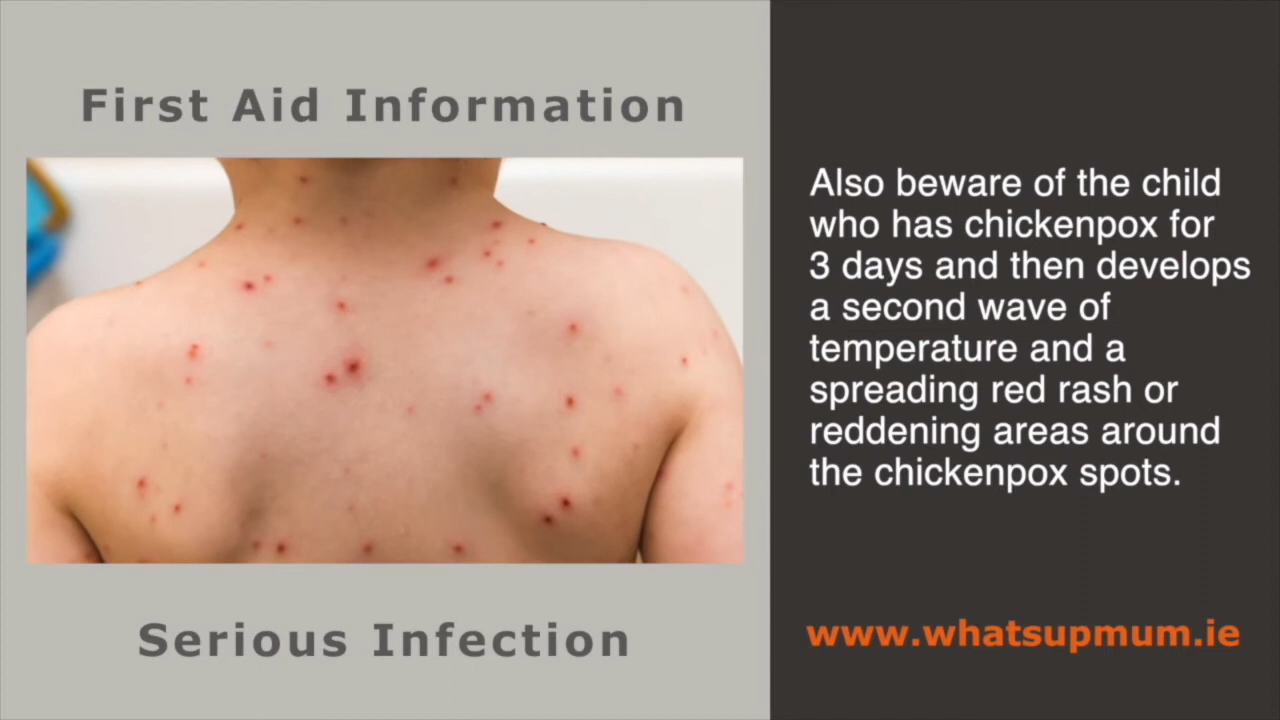 First Aid Information
Serious Infection
Also beware of the child
who has chickenpox for
3 days and then develops
a second wave of
temperature and a
spreading red rash or
reddening areas around
the chickenpox spots.
www.whatsupmum.ie